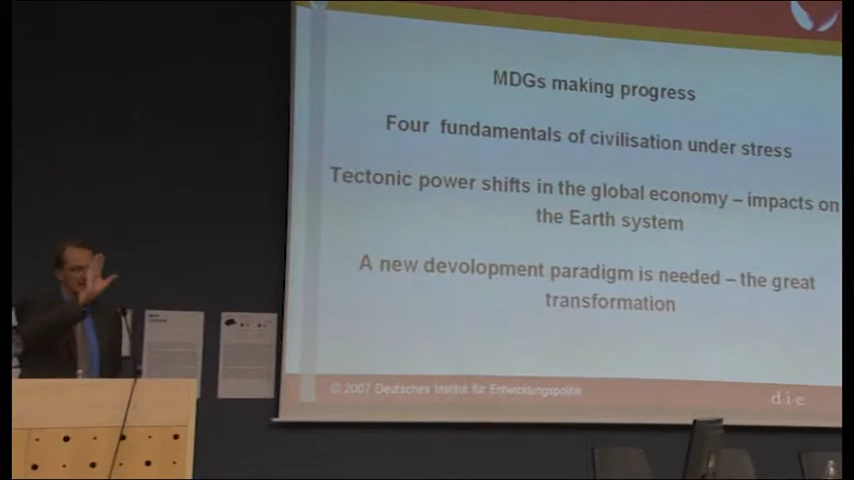 MDGs making progress
Four fundamentals of civilisation under stress
Tectonic power shifts in the global economy – impacts on
the Earth system
A new devolopment paradigm is needed – the great
transformation
© 2007 Deutsches Institut für Entwicklungspolitik
d·i·e